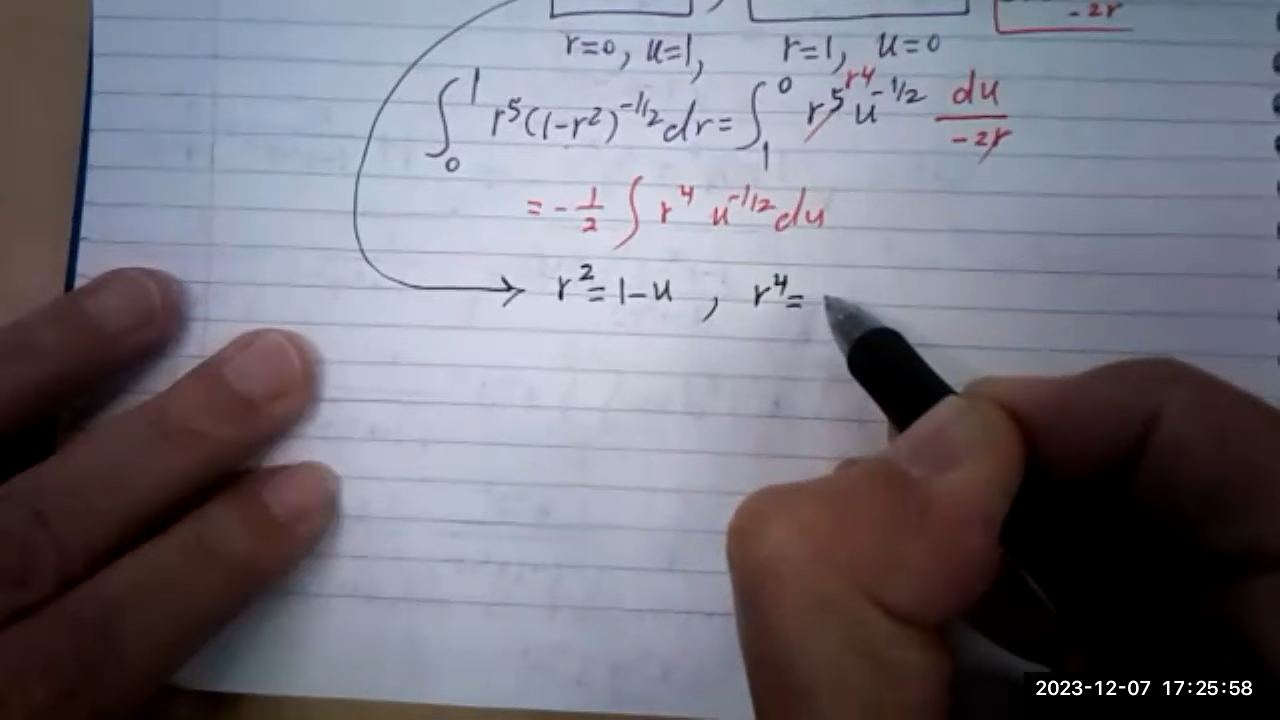 -2r
r=0, u=1, r=1, u=0
∫₀¹ r⁵(1-r²)^-1/2 dr = ∫₁⁰ r⁵ r⁴ u^-1/2 du/-2r
= -1/2 ∫ r⁴ u^-1/2 du
→ r²=1-u , r⁴=
2023-12-07 17:25:58